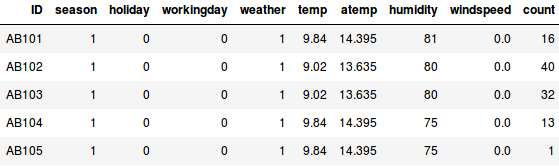 ID season holiday workingday weather temp atemp humidity windspeed count
AB101 1 0 0 1 9.84 14.395 81 0.0 16
AB102 1 0 0 1 9.02 13.635 80 0.0 40
AB103 1 0 0 1 9.02 13.635 80 0.0 32
AB104 1 0 0 1 9.84 14.395 75 0.0 13
AB105 1 0 0 1 9.84 14.395 75 0.0 1